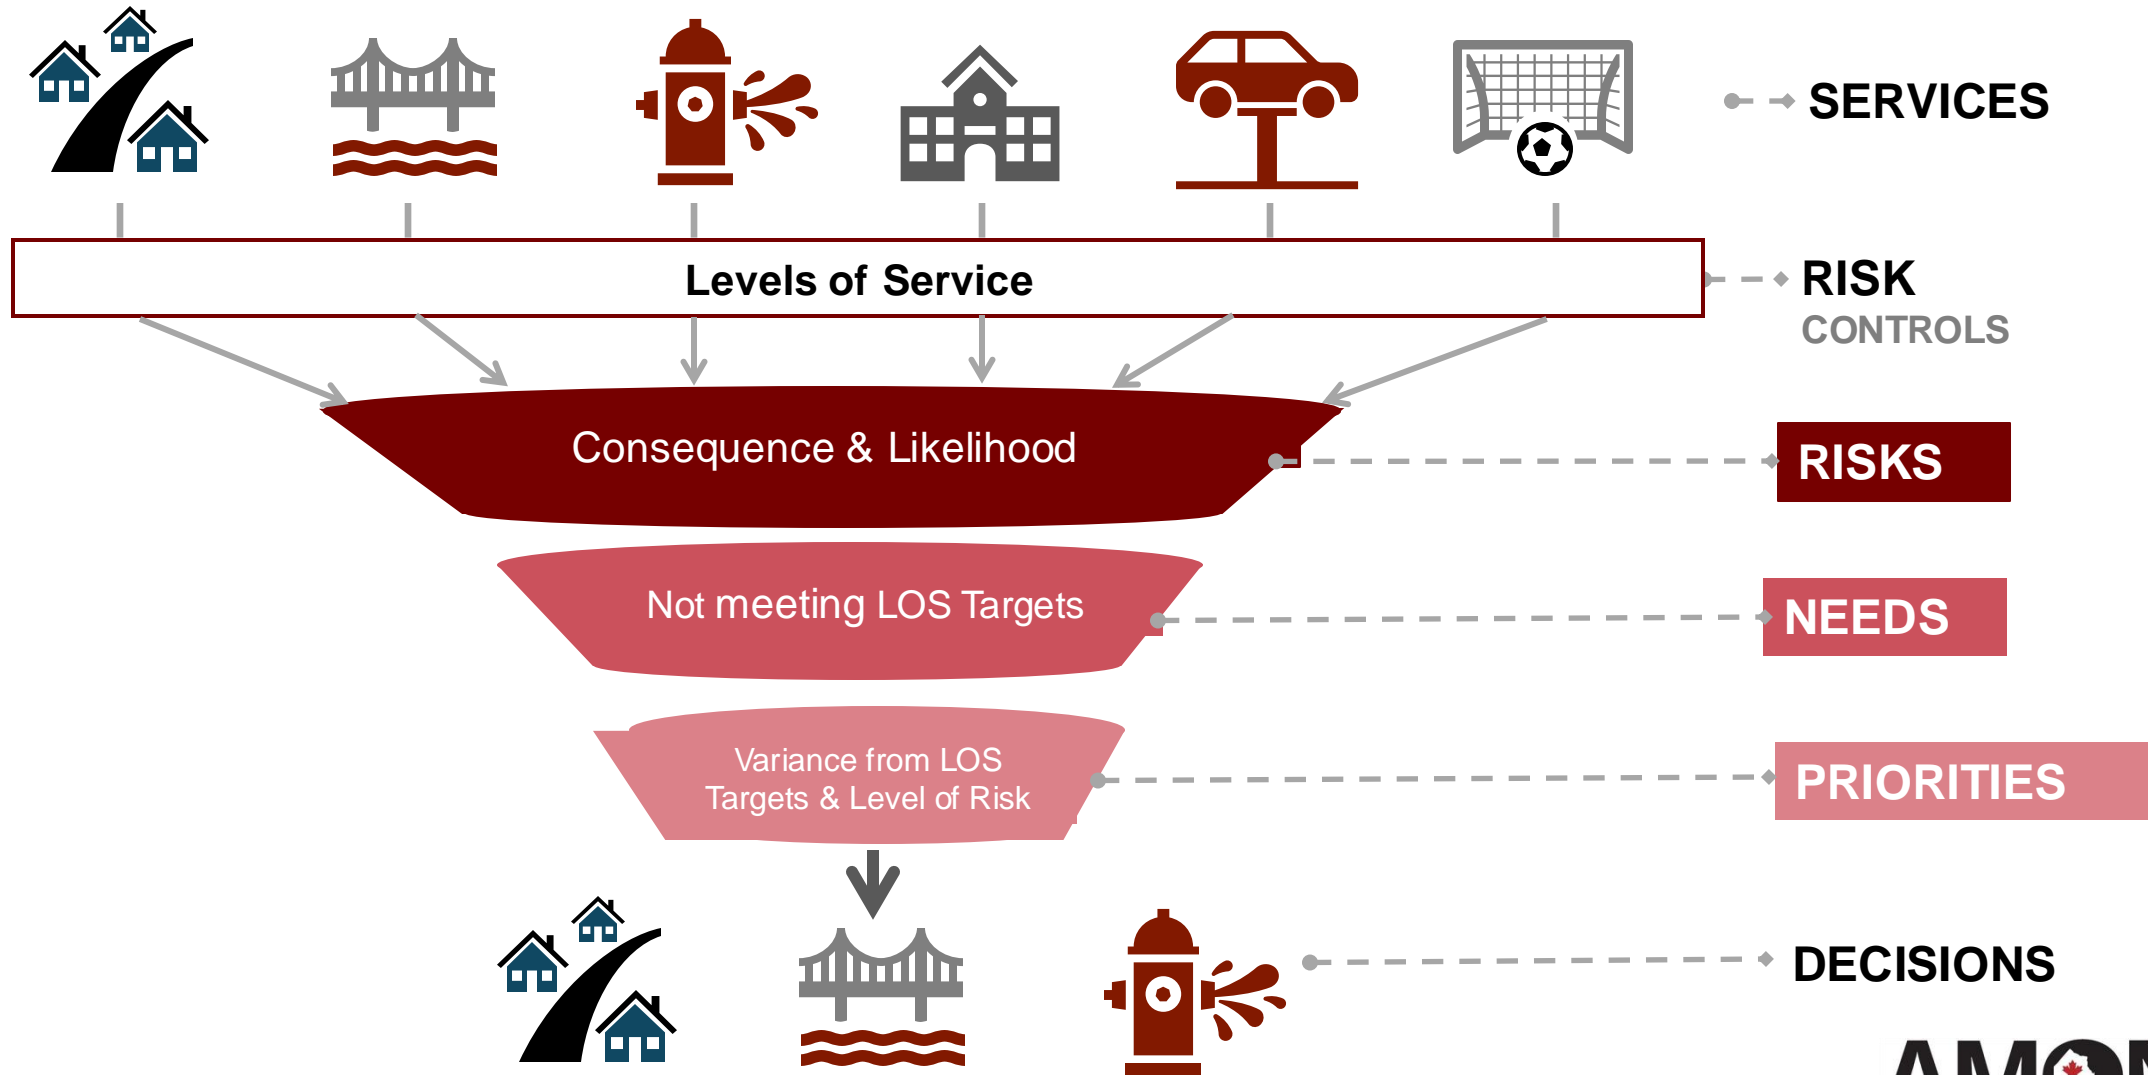 SERVICES
Levels of Service
RISK
CONTROLS
Consequence & Likelihood
RISKS
Not meeting LOS Targets
NEEDS
Variance from LOS
Targets & Level of Risk
PRIORITIES
DECISIONS